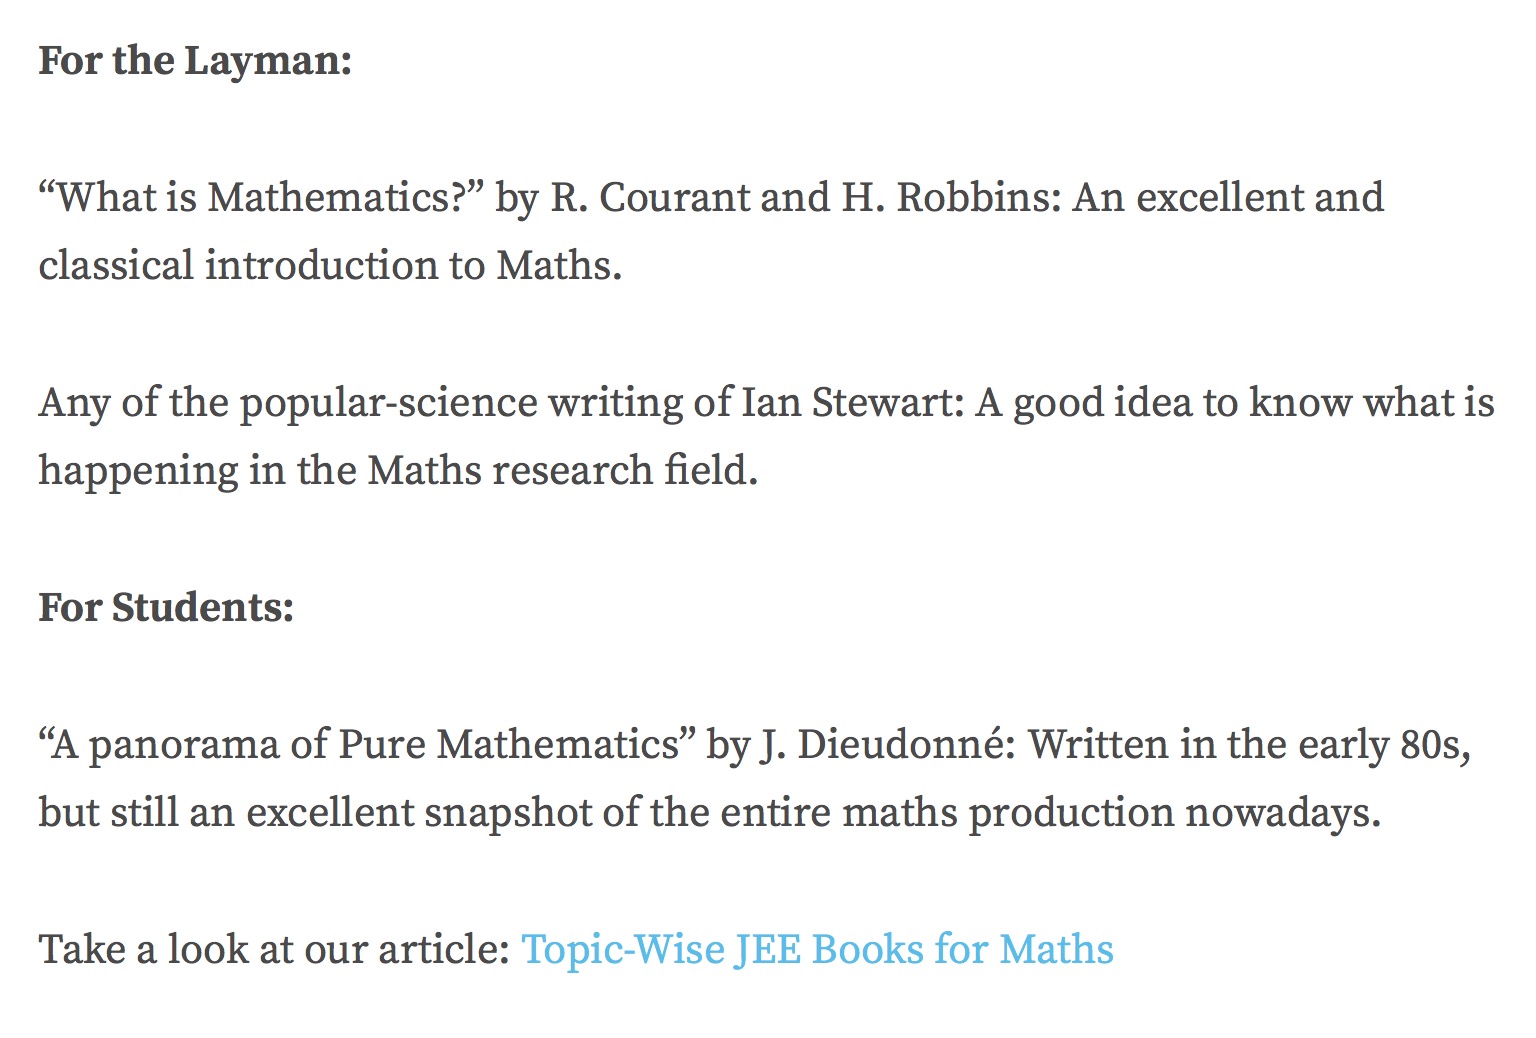 For the Layman:
“What is Mathematics?” by R. Courant and H. Robbins: An excellent and
classical introduction to Maths.
Any of the popular-science writing of Ian Stewart: A good idea to know what is
happening in the Maths research field.
For Students:
“A panorama of Pure Mathematics” by J. Dieudonné: Written in the early 80s,
but still an excellent snapshot of the entire maths production nowadays.
Take a look at our article: Topic-Wise JEE Books for Maths